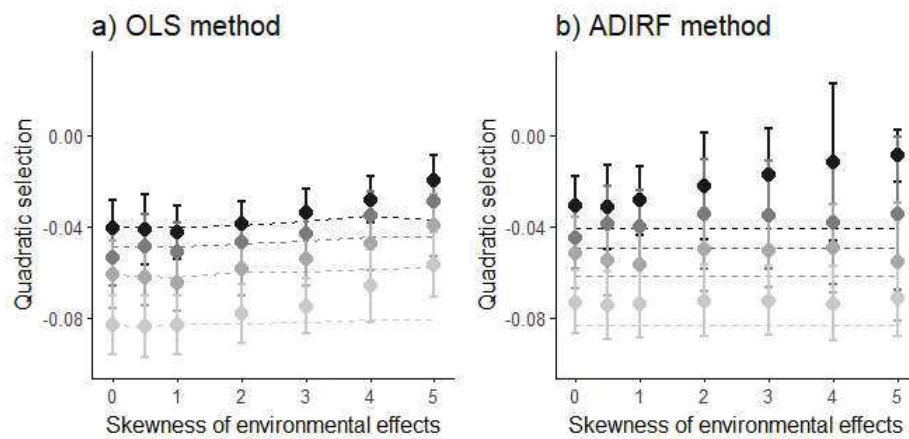 a) OLS method
b) ADIRF method
Quadratic selection
0.00
-0.04
-0.08
0 1 2 3 4 5
Skewness of environmental effects
Quadratic selection
0.00
-0.04
-0.08
0 1 2 3 4 5
Skewness of environmental effects